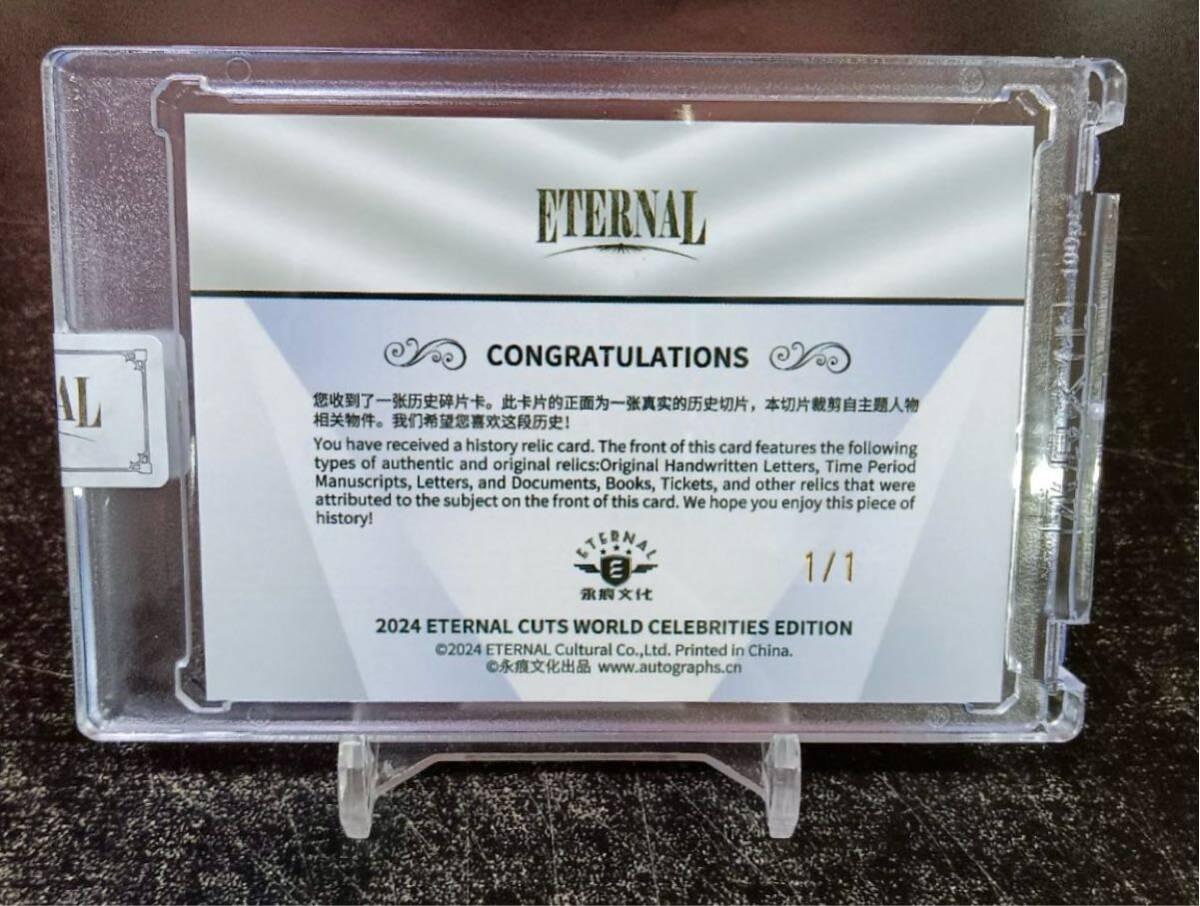 ETERNAL
CONGRATULATIONS
您收到了一张历史碎片卡。此卡片的正面为一张真实的历史切片，本切片裁剪自主题人物
相关物件。我们希望您喜欢这段历史！
You have received a history relic card. The front of this card features the following
types of authentic and original relics:Original Handwritten Letters, Time Period
Manuscripts, Letters, and Documents, Books, Tickets, and other relics that were
attributed to the subject on the front of this card. We hope you enjoy this piece of
history!
AL
ETERNAL
永痕文化
1/1
2024 ETERNAL CUTS WORLD CELEBRITIES EDITION
©2024 ETERNAL Cultural Co.,Ltd. Printed in China.
©永痕文化出品 www.autographs.cn